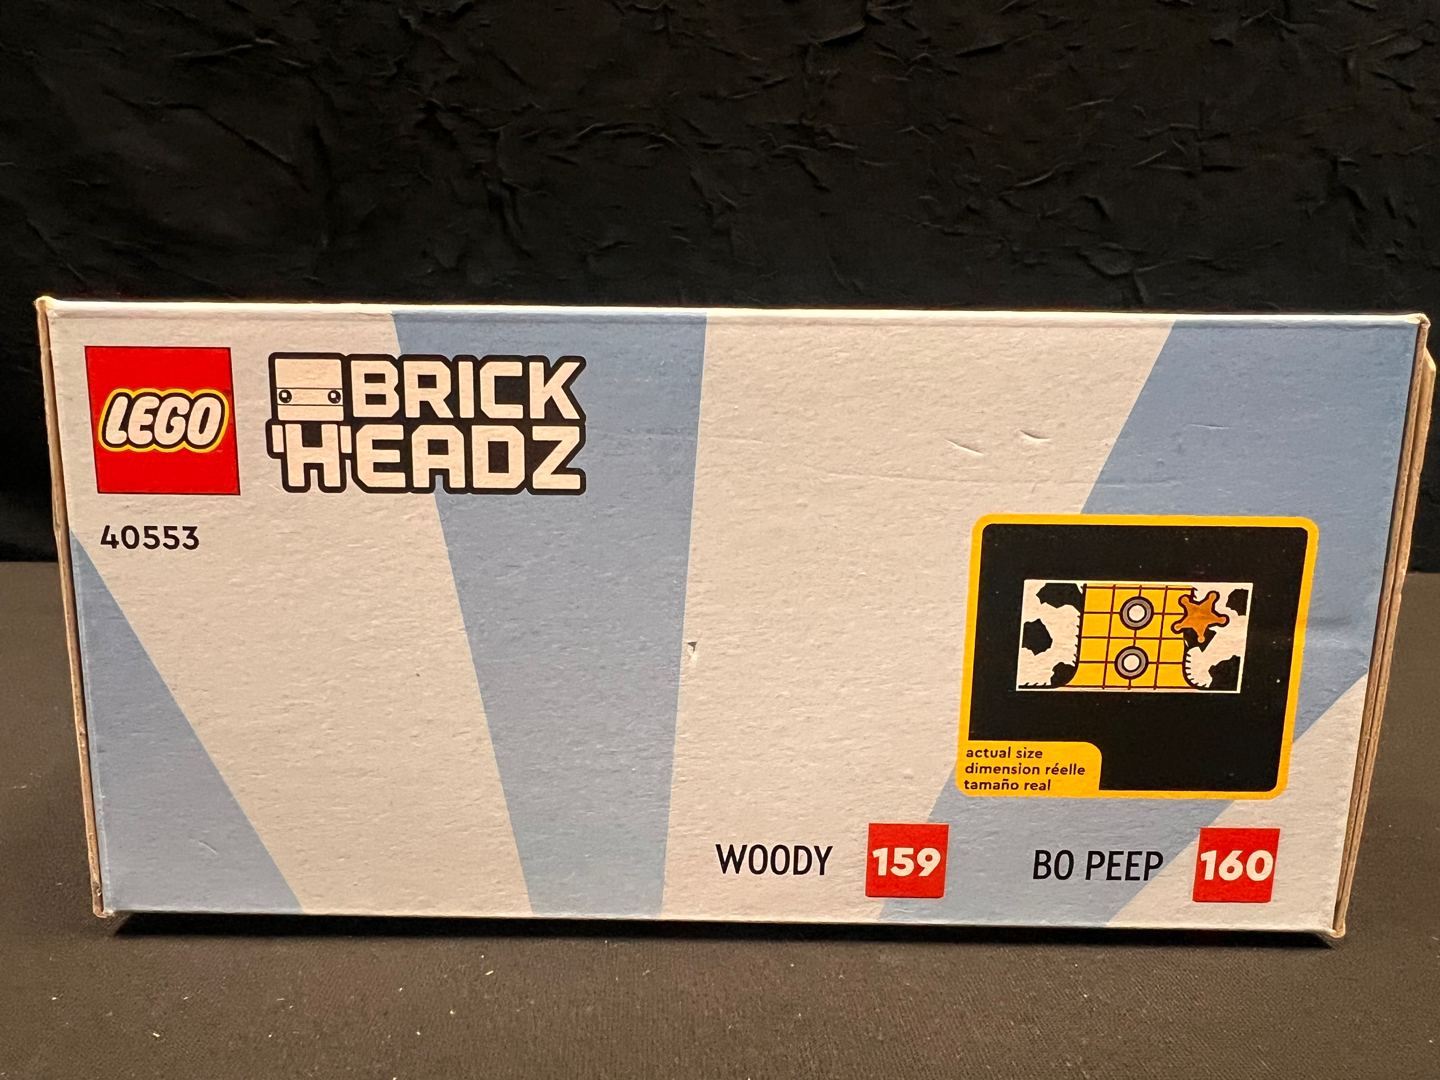 LEGO
BRICK
HEADZ
40553
actual size
dimension réelle
tamaño real
WOODY 159 BO PEEP 160